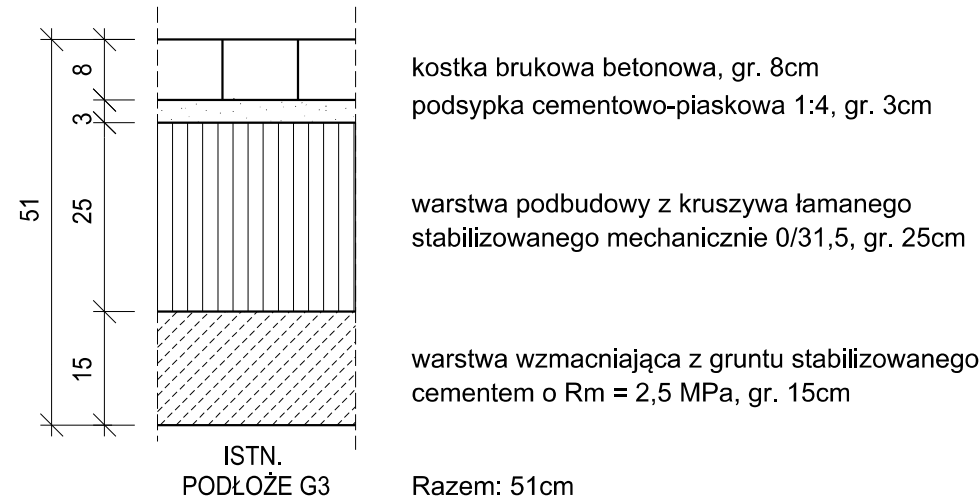 kostka brukowa betonowa, gr. 8cm
podsypka cementowo-piaskowa 1:4, gr. 3cm
warstwa podbudowy z kruszywa łamanego
stabilizowanego mechanicznie 0/31,5, gr. 25cm
warstwa wzmacniająca z gruntu stabilizowanego
cementem o Rm = 2,5 MPa, gr. 15cm
51
8
3
25
15
ISTN.
PODŁOŻE G3
Razem: 51cm